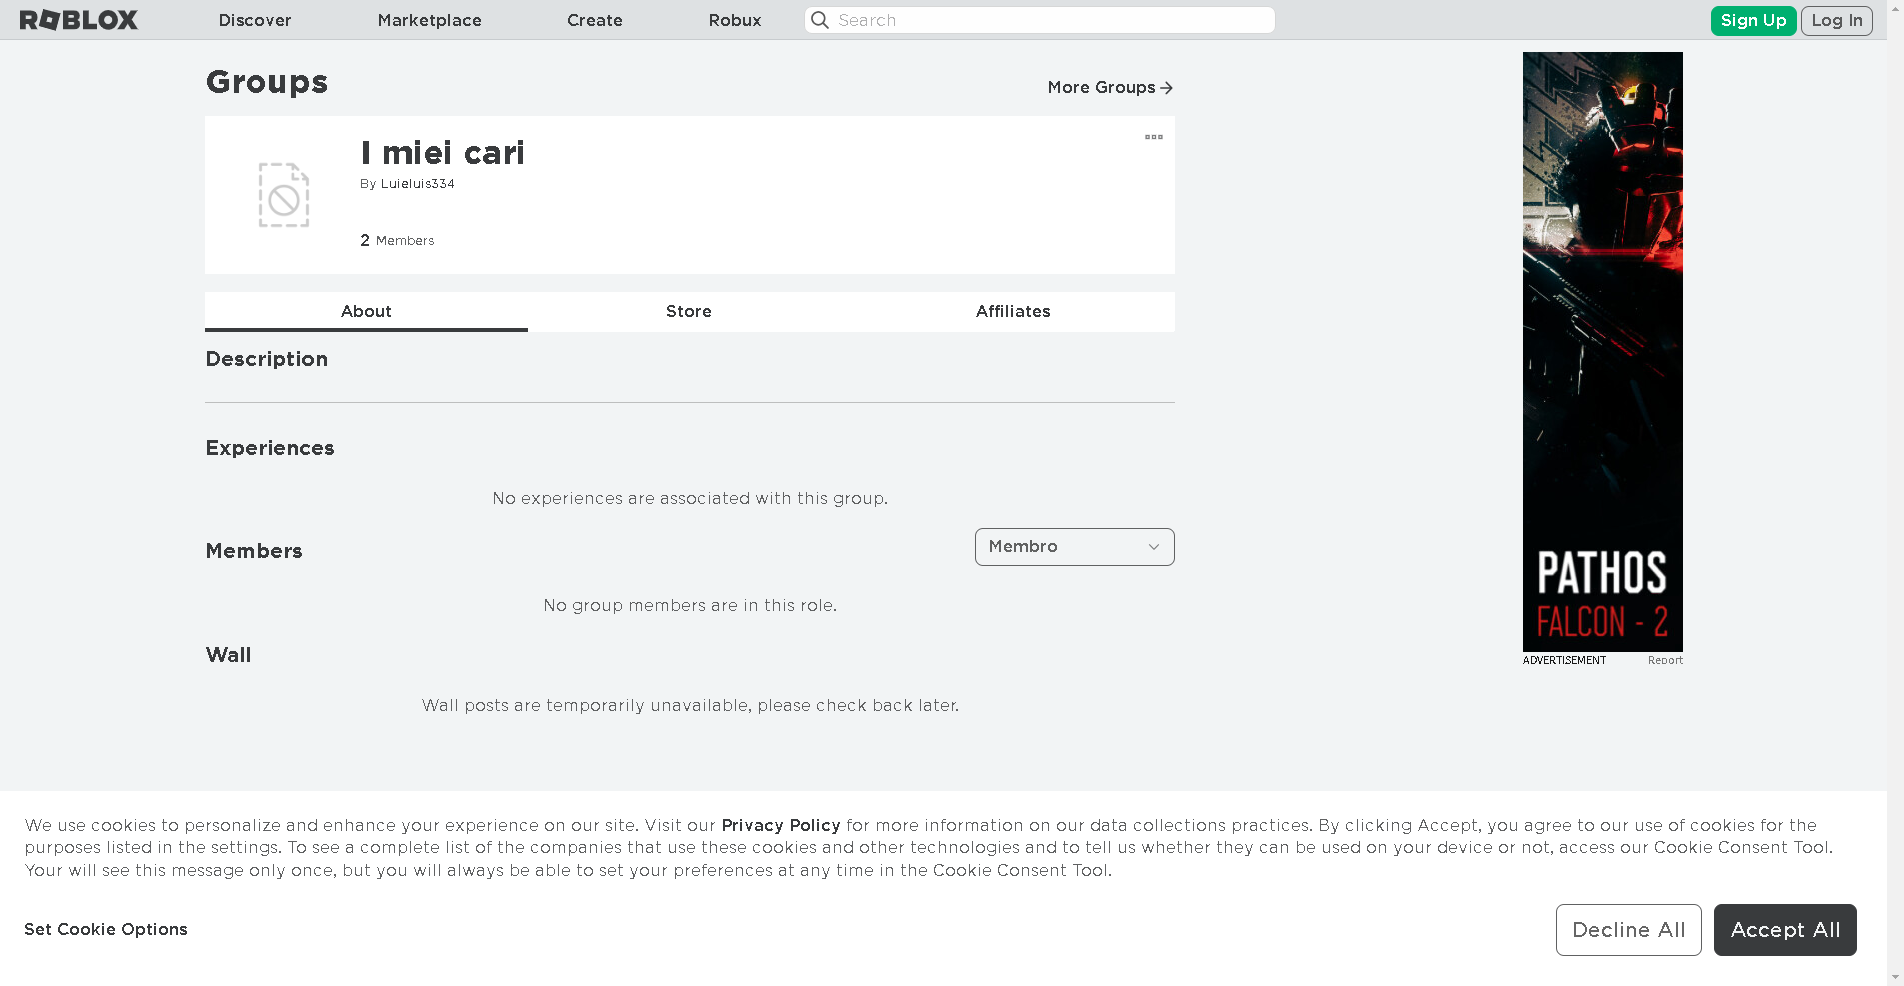 ROBLOX
Discover
Marketplace
Create
Robux
Search
Sign Up
Log In
Groups
More Groups
I miei cari
By Luieluis334
2 Members
About
Store
Affiliates
Description
Experiences
No experiences are associated with this group.
Members
Membro
No group members are in this role.
Wall
Wall posts are temporarily unavailable, please check back later.
PATHOS
FALCON - 2
ADVERTISEMENT
Report
We use cookies to personalize and enhance your experience on our site. Visit our Privacy Policy for more information on our data collections practices. By clicking Accept, you agree to our use of cookies for the
purposes listed in the settings. To see a complete list of the companies that use these cookies and other technologies and to tell us whether they can be used on your device or not, access our Cookie Consent Tool.
Your will see this message only once, but you will always be able to set your preferences at any time in the Cookie Consent Tool.
Set Cookie Options
Decline All
Accept All